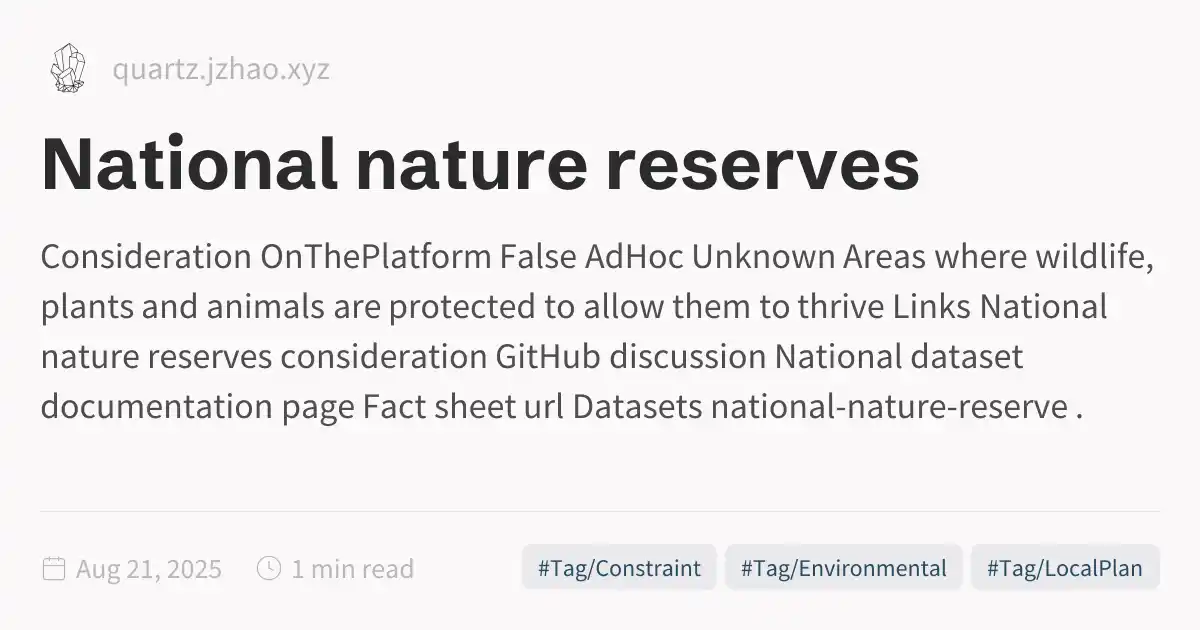 quartz.jzhao.xyz
National nature reserves
Consideration OnThePlatform False AdHoc Unknown Areas where wildlife,
plants and animals are protected to allow them to thrive Links National
nature reserves consideration GitHub discussion National dataset
documentation page Fact sheet url Datasets national-nature-reserve .
Aug 21, 2025
1 min read
#Tag/Constraint
#Tag/Environmental
#Tag/LocalPlan